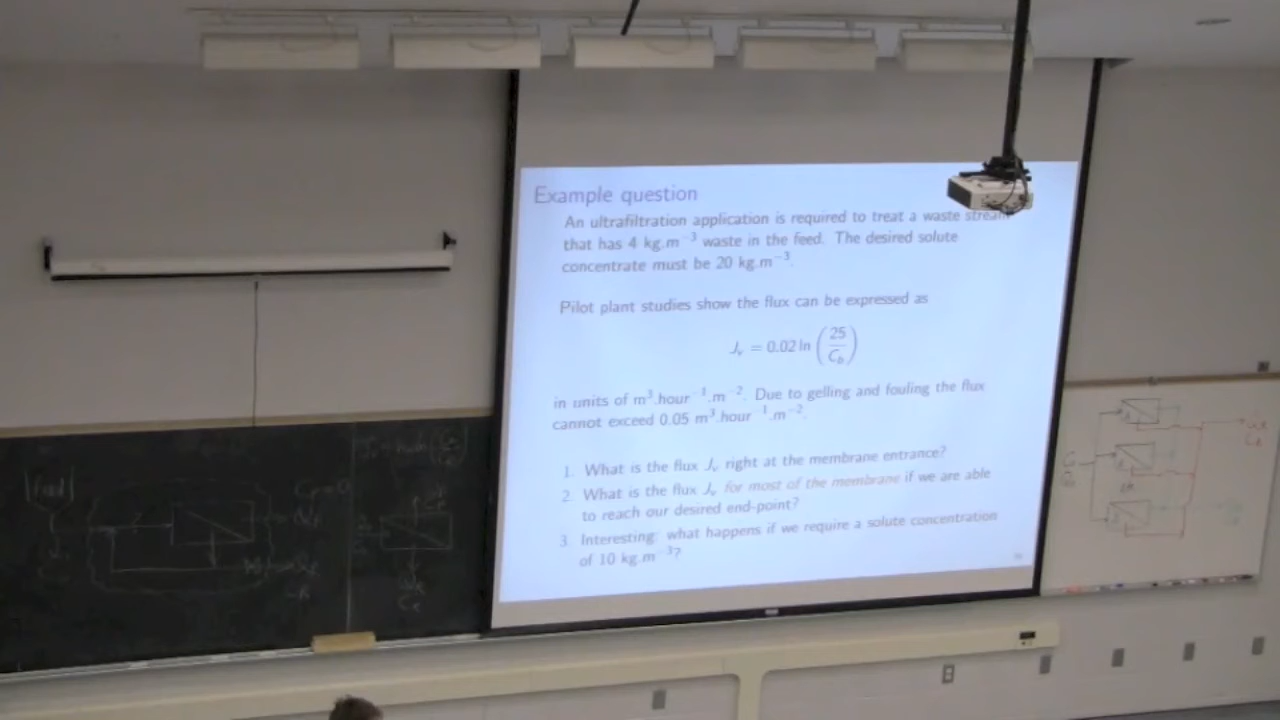 Example question
An ultrafiltration application is required to treat a waste stream
that has 4 kg.m⁻³ waste in the feed. The desired solute
concentrate must be 20 kg.m⁻³.
Pilot plant studies show the flux can be expressed as
Jᵥ = 0.02 ln (25/C_b)
in units of m³.hour⁻¹.m⁻². Due to gelling and fouling the flux
cannot exceed 0.05 m³.hour⁻¹.m⁻².
1. What is the flux Jᵥ right at the membrane entrance?
2. What is the flux Jᵥ for most of the membrane if we are able
to reach our desired end-point?
3. Interesting: what happens if we require a solute concentration
of 10 kg.m⁻³?